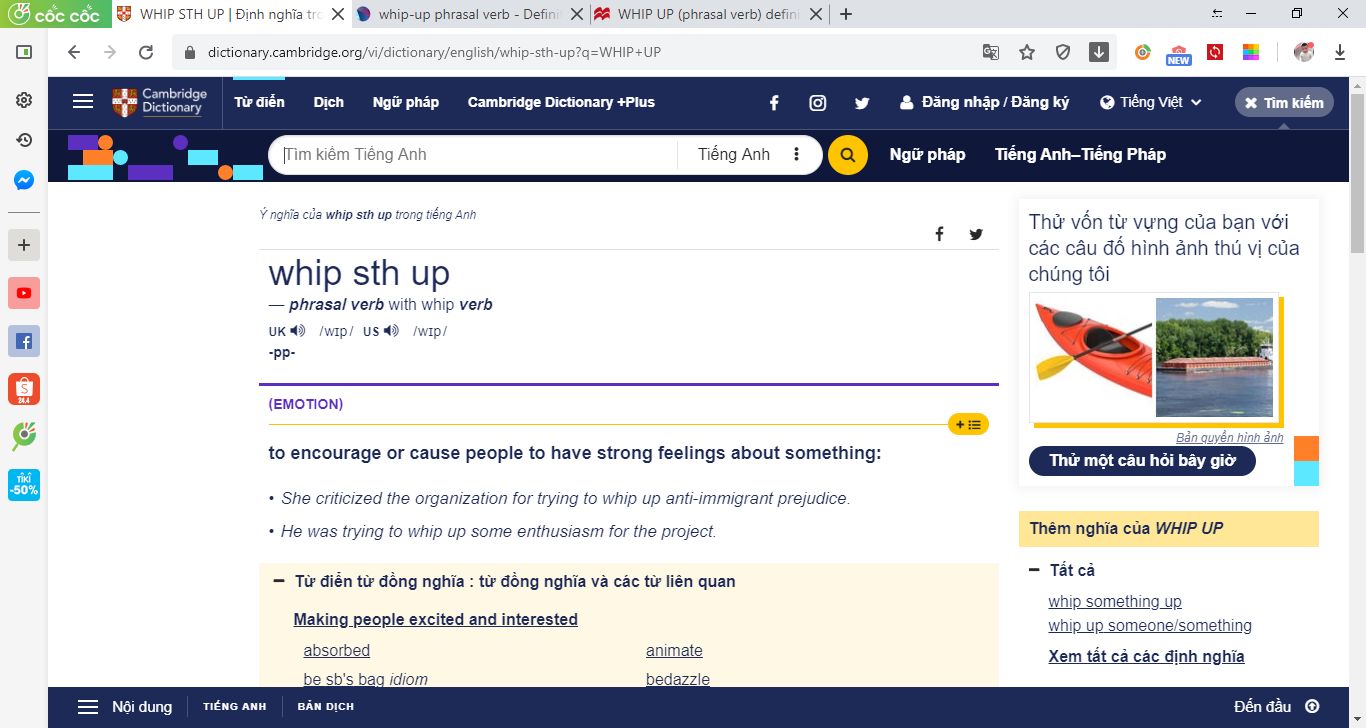 cốc cốc
WHIP STH UP | Định nghĩa tro
whip-up phrasal verb - Defini
WHIP UP (phrasal verb) defini
dictionary.cambridge.org/vi/dictionary/english/whip-sth-up?q=WHIP+UP
NEW
Cambridge
Dictionary
Từ điển
Dịch
Ngữ pháp
Cambridge Dictionary +Plus
Đăng nhập / Đăng ký
Tiếng Việt
Tìm kiếm
Tìm kiếm Tiếng Anh
Tiếng Anh
Ngữ pháp
Tiếng Anh–Tiếng Pháp
Ý nghĩa của whip sth up trong tiếng Anh
whip sth up
— phrasal verb with whip verb
UK /wɪp/ US /wɪp/
-pp-
(EMOTION)
to encourage or cause people to have strong feelings about something:
• She criticized the organization for trying to whip up anti-immigrant prejudice.
• He was trying to whip up some enthusiasm for the project.
Từ điển từ đồng nghĩa : từ đồng nghĩa và các từ liên quan
Making people excited and interested
absorbed
animate
be sb's bag idiom
bedazzle
Thử vốn từ vựng của bạn với
các câu đố hình ảnh thú vị của
chúng tôi
Bản quyền hình ảnh
Thử một câu hỏi bây giờ
Thêm nghĩa của WHIP UP
Tất cả
whip something up
whip up someone/something
Xem tất cả các định nghĩa
24.4
TIKI
-50%
Nội dung
TIẾNG ANH
BẢN DỊCH
Đến đầu